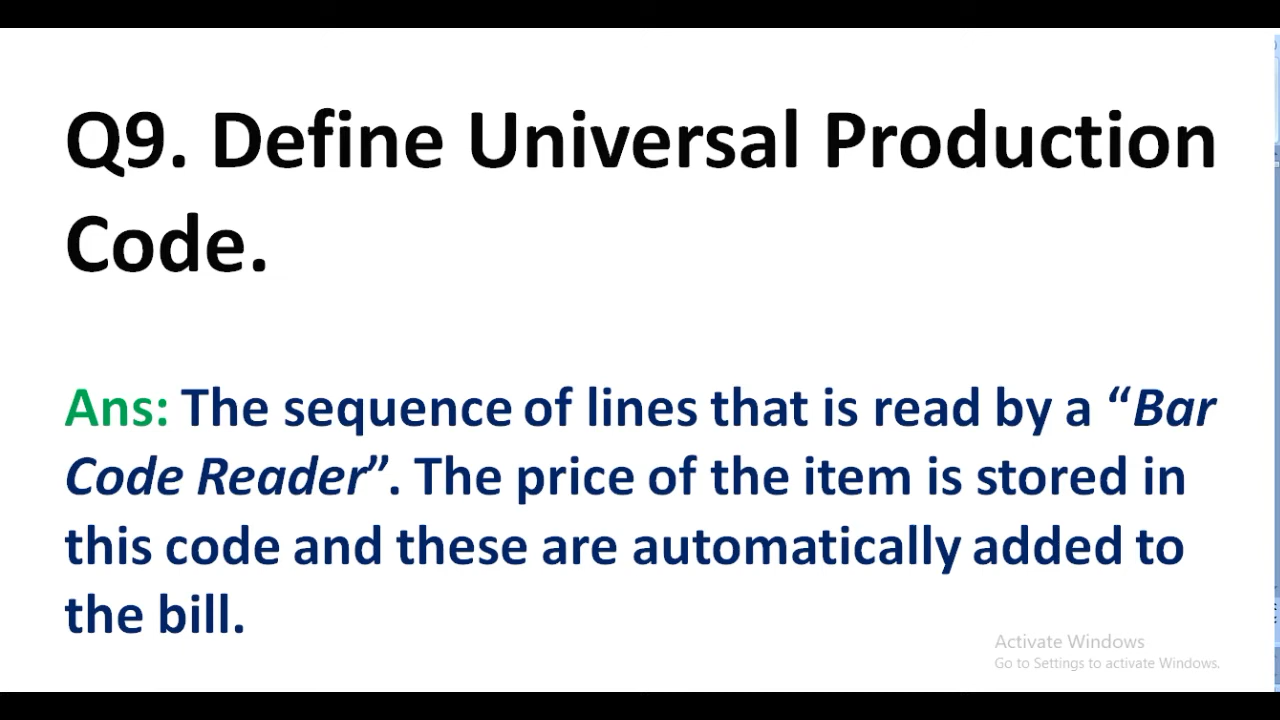 Q9. Define Universal Production
Code.
Ans: The sequence of lines that is read by a “Bar
Code Reader”. The price of the item is stored in
this code and these are automatically added to
the bill.
Activate Windows
Go to Settings to activate Windows.